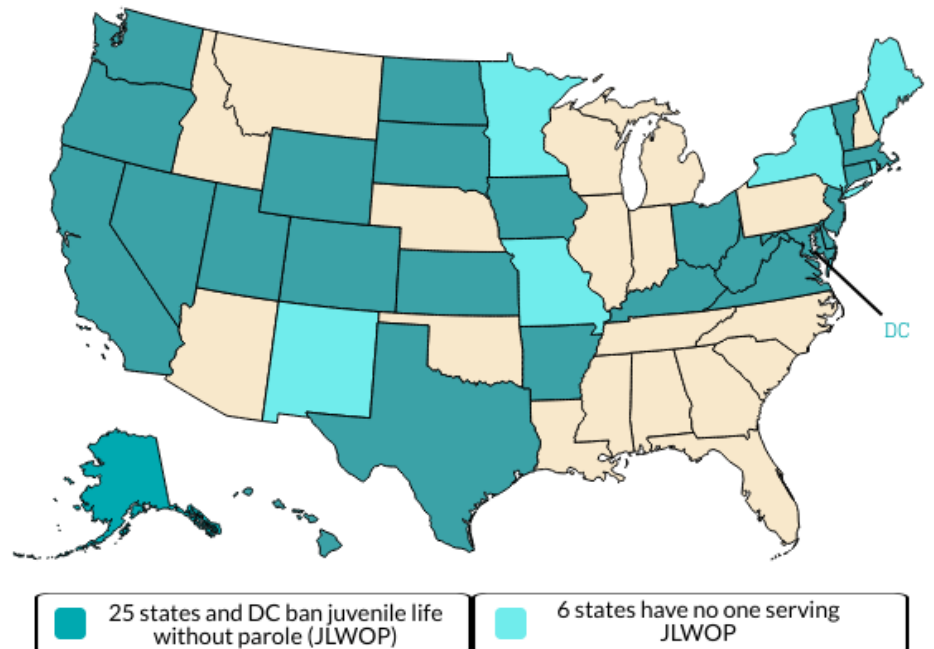 DC
25 states and DC ban juvenile life
without parole (JLWOP)
6 states have no one serving
JLWOP